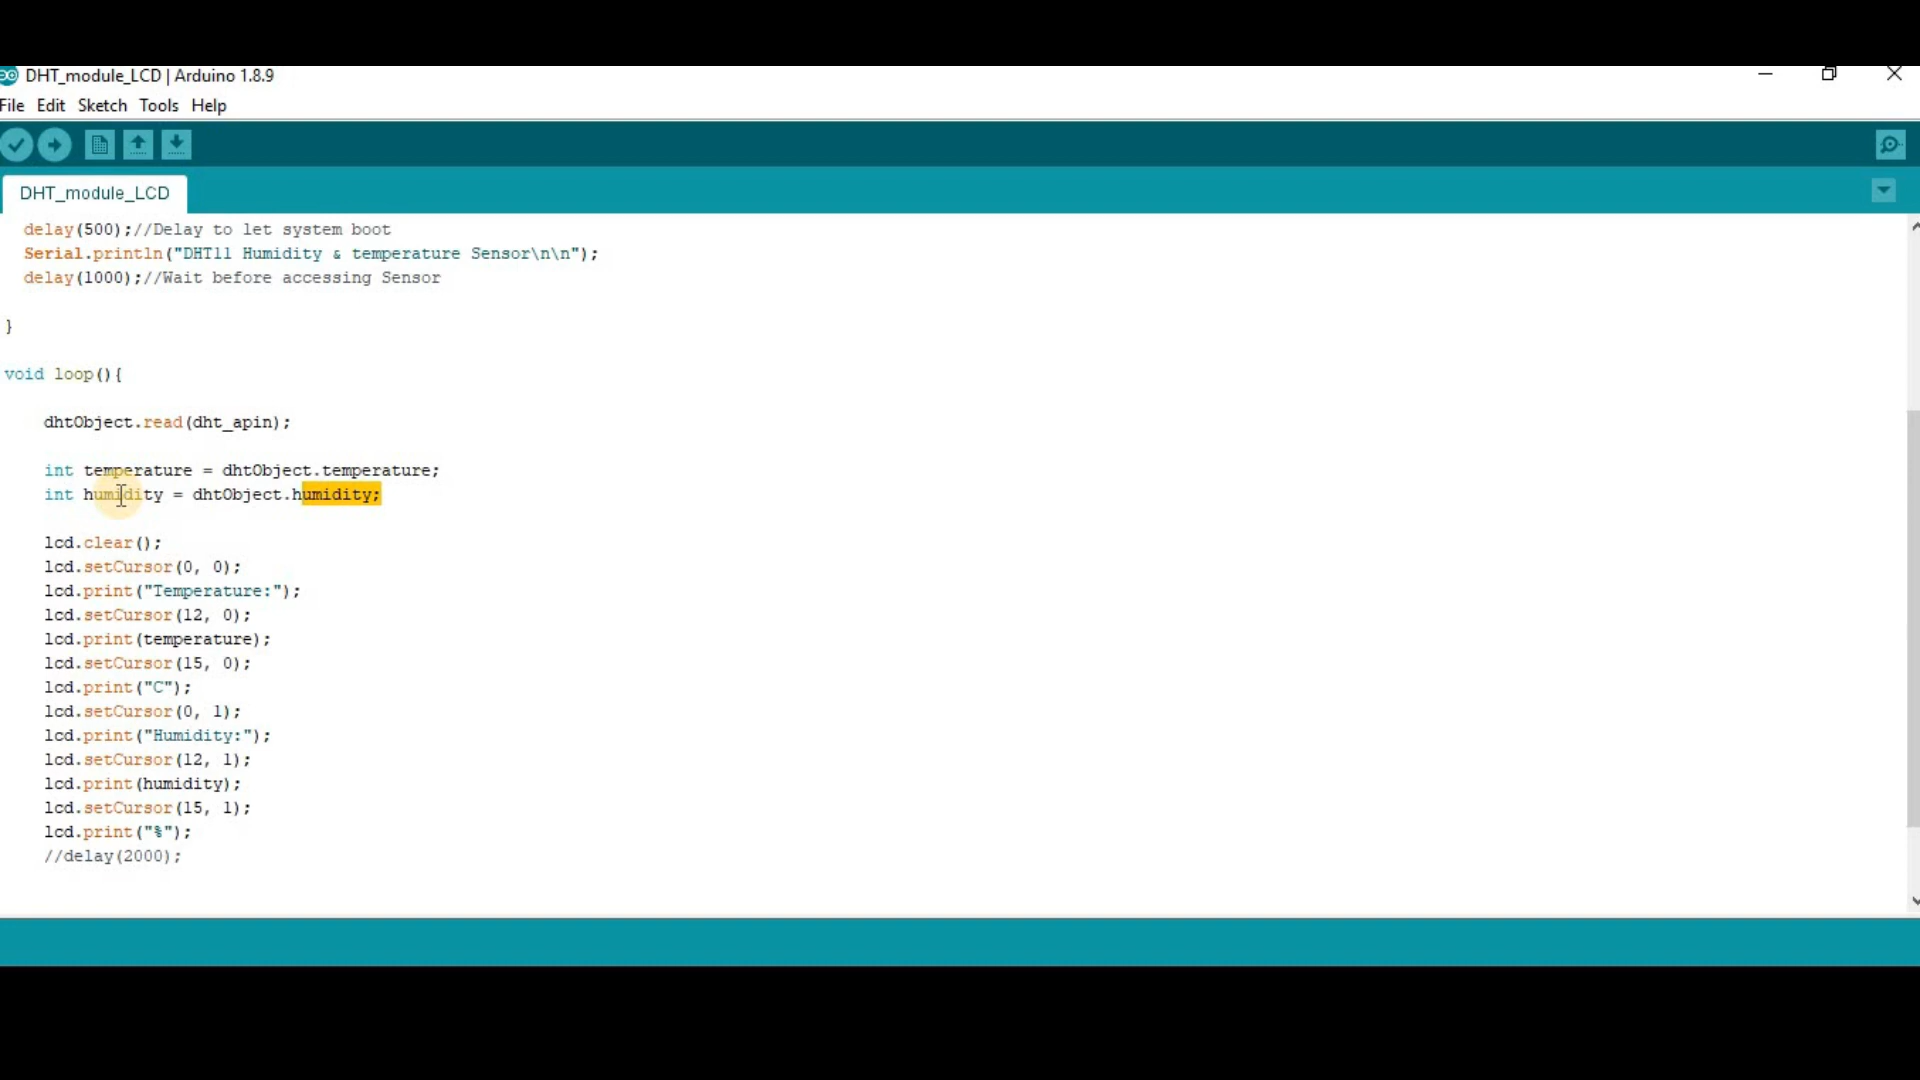 DHT_module_LCD | Arduino 1.8.9
File Edit Sketch Tools Help
DHT_module_LCD
delay(500);//Delay to let system boot
Serial.println("DHT11 Humidity & temperature Sensor\n\n");
delay(1000);//Wait before accessing Sensor
}
void loop(){
dhtObject.read(dht_apin);
int temperature = dhtObject.temperature;
int humidity = dhtObject.humidity;
lcd.clear();
lcd.setCursor(0, 0);
lcd.print("Temperature:");
lcd.setCursor(12, 0);
lcd.print(temperature);
lcd.setCursor(15, 0);
lcd.print("C");
lcd.setCursor(0, 1);
lcd.print("Humidity:");
lcd.setCursor(12, 1);
lcd.print(humidity);
lcd.setCursor(15, 1);
lcd.print("%");
//delay(2000);